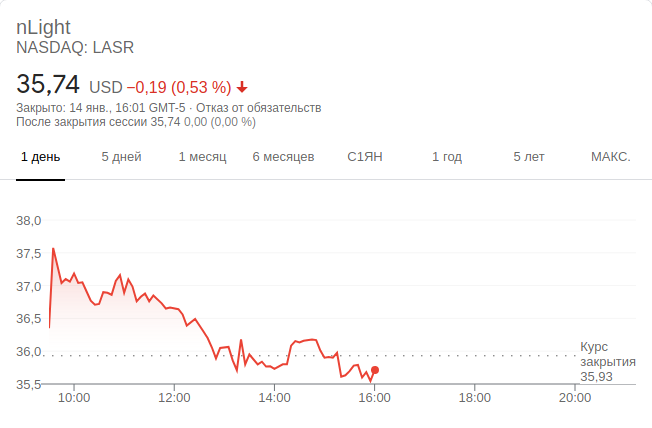 nLight
NASDAQ: LASR
35,74 USD −0,19 (0,53 %)
Закрыто: 14 янв., 16:01 GMT-5 · Отказ от обязательств
После закрытия сессии 35,74 0,00 (0,00 %)
1 день 5 дней 1 месяц 6 месяцев С1ЯН 1 год 5 лет МАКС.
38,0
37,5
37,0
36,5
36,0
35,5
Курс
закрытия
35,93
10:00 12:00 14:00 16:00 18:00 20:00